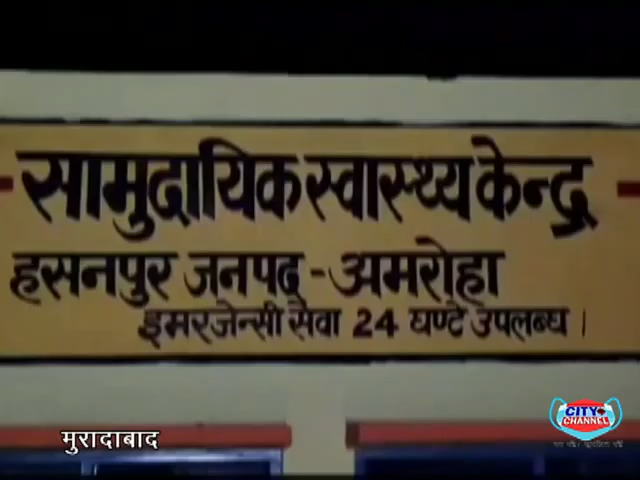 सामुदायिक स्वास्थ्य केन्द्र
हसनपुर जनपद - अमरोहा
इमरजेन्सी सेवा 24 घण्टे उपलब्ध ।
मुरादाबाद
CITY
CHANNEL